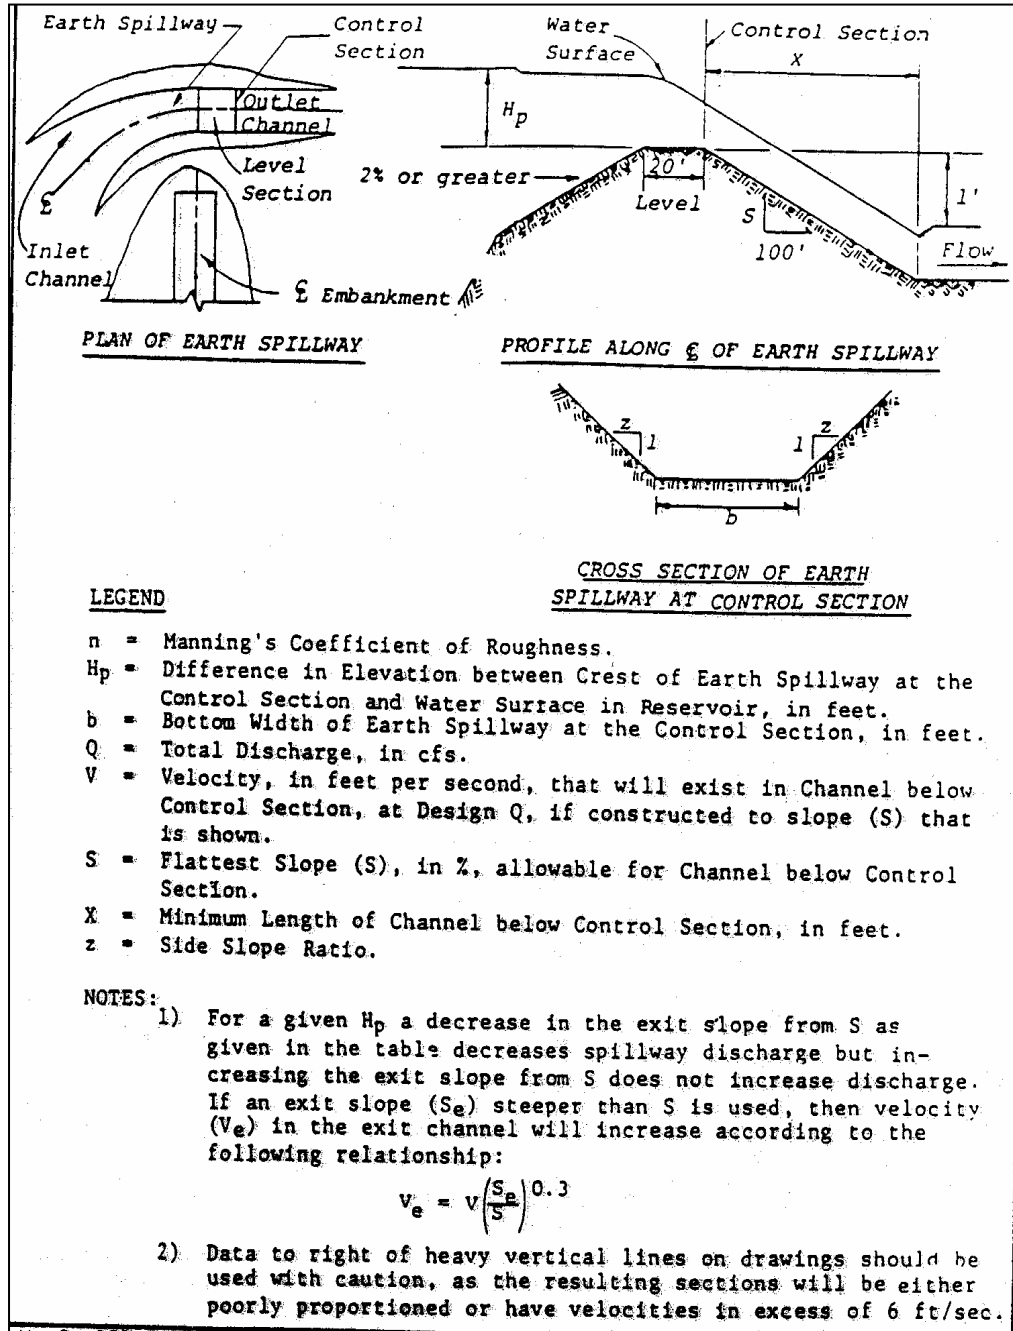 Earth Spillway
Control
Section
Outlet
Channel
Level
Section
Inlet
Channel
℄
℄ Embankment
PLAN OF EARTH SPILLWAY
Water
Surface
Control Section
X
Hp
20'
Level
2% or greater
S
100'
1'
Flow
PROFILE ALONG ℄ OF EARTH SPILLWAY
z
1
z
1
b
CROSS SECTION OF EARTH
SPILLWAY AT CONTROL SECTION
LEGEND
n = Manning's Coefficient of Roughness.
Hp = Difference in Elevation between Crest of Earth Spillway at the
Control Section and Water Surface in Reservoir, in feet.
b = Bottom Width of Earth Spillway at the Control Section, in feet.
Q = Total Discharge, in cfs.
V = Velocity, in feet per second, that will exist in Channel below
Control Section, at Design Q, if constructed to slope (S) that
is shown.
S = Flattest Slope (S), in %, allowable for Channel below Control
Section.
X = Minimum Length of Channel below Control Section, in feet.
z = Side Slope Ratio.
NOTES:
1) For a given Hp a decrease in the exit slope from S as
given in the table decreases spillway discharge but in-
creasing the exit slope from S does not increase discharge.
If an exit slope (Se) steeper than S is used, then velocity
(Ve) in the exit channel will increase according to the
following relationship:
Ve = V(Se/S)^0.3
2) Data to right of heavy vertical lines on drawings should be
used with caution, as the resulting sections will be either
poorly proportioned or have velocities in excess of 6 ft/sec.